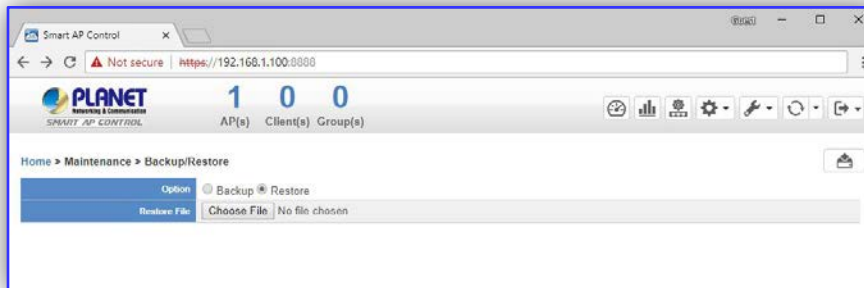 Smart AP Control
Not secure | https://192.168.1.100:8888
PLANET
Networking & Communication
SMART AP CONTROL
1 0 0
AP(s) Client(s) Group(s)
Home » Maintenance » Backup/Restore
Option Backup Restore
Restore File Choose File No file chosen